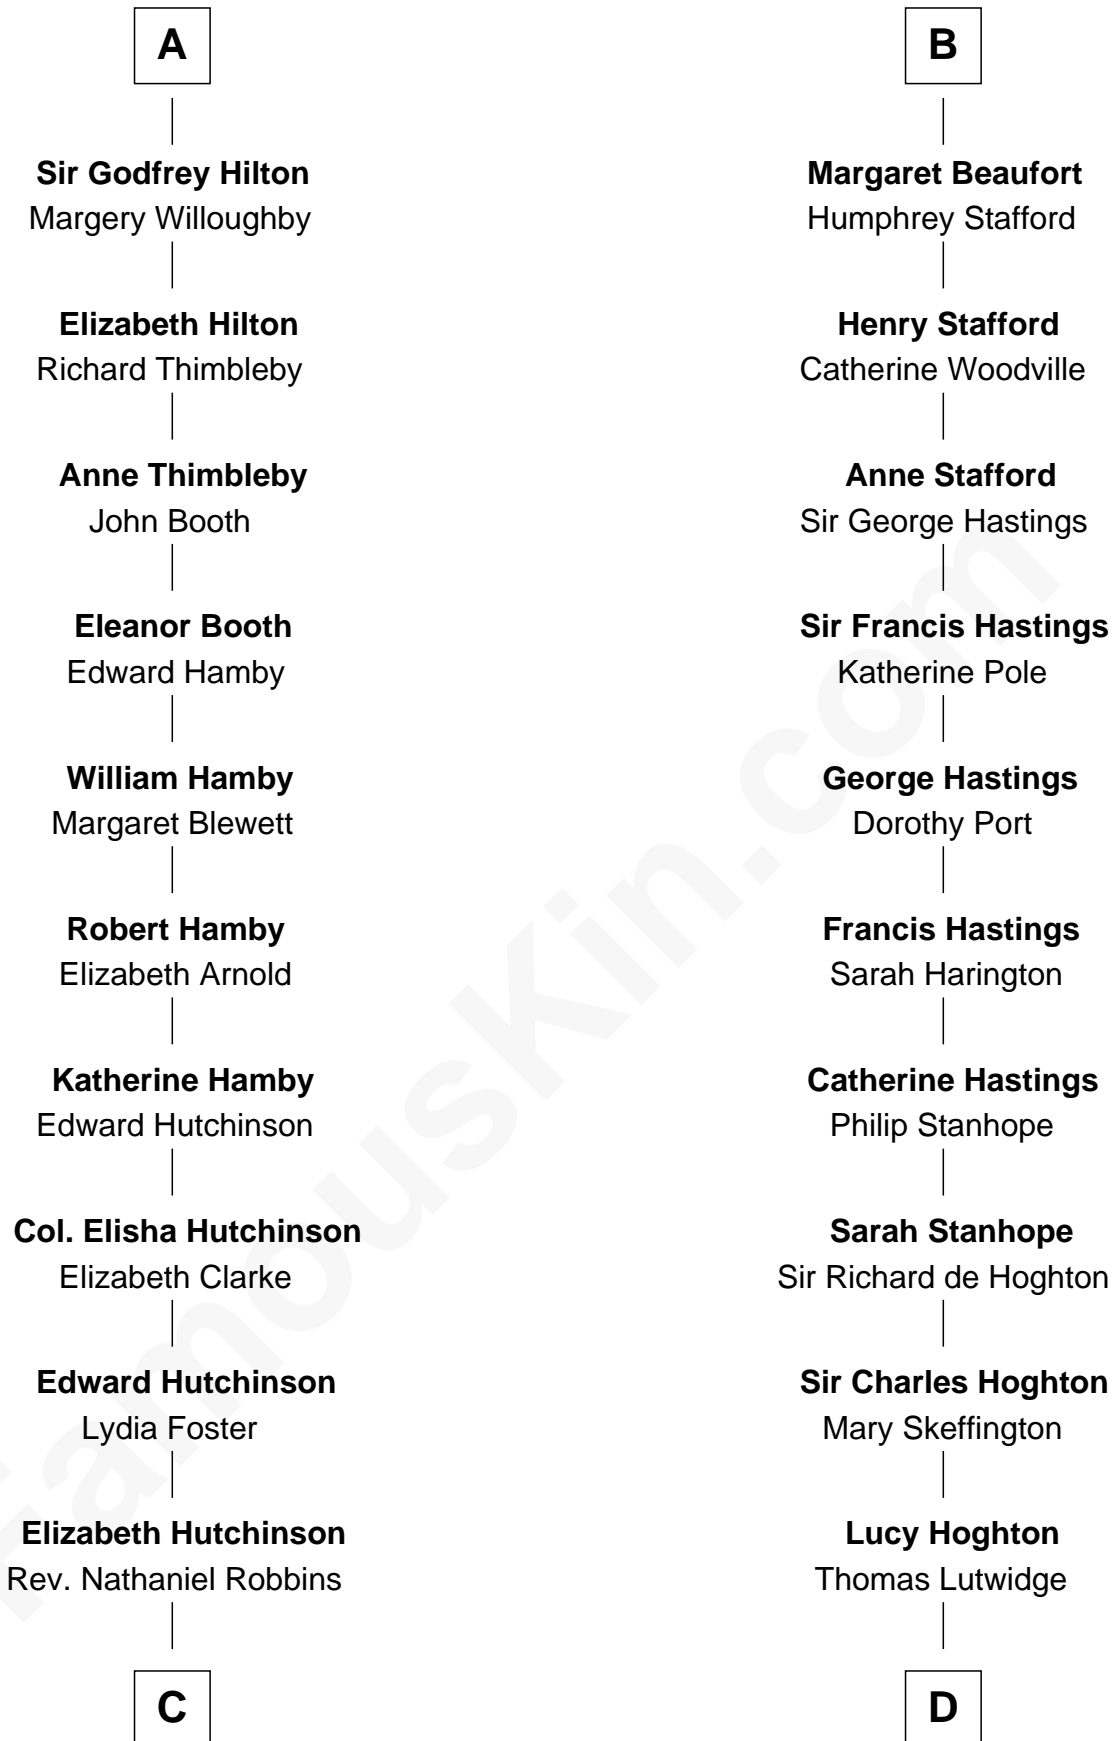 A
Sir Godfrey Hilton
Margery Willoughby
Elizabeth Hilton
Richard Thimbleby
Anne Thimbleby
John Booth
Eleanor Booth
Edward Hamby
William Hamby
Margaret Blewett
Robert Hamby
Elizabeth Arnold
Katherine Hamby
Edward Hutchinson
Col. Elisha Hutchinson
Elizabeth Clarke
Edward Hutchinson
Lydia Foster
Elizabeth Hutchinson
Rev. Nathaniel Robbins
C
B
Margaret Beaufort
Humphrey Stafford
Henry Stafford
Catherine Woodville
Anne Stafford
Sir George Hastings
Sir Francis Hastings
Katherine Pole
George Hastings
Dorothy Port
Francis Hastings
Sarah Harington
Catherine Hastings
Philip Stanhope
Sarah Stanhope
Sir Richard de Hoghton
Sir Charles Hoghton
Mary Skeffington
Lucy Hoghton
Thomas Lutwidge
D
FamousKin.com